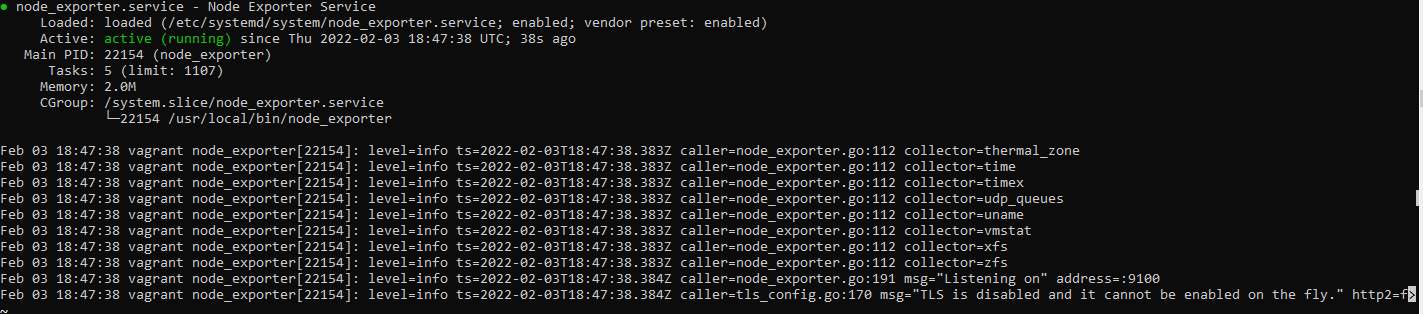 ● node_exporter.service - Node Exporter Service
Loaded: loaded (/etc/systemd/system/node_exporter.service; enabled; vendor preset: enabled)
Active: active (running) since Thu 2022-02-03 18:47:38 UTC; 38s ago
Main PID: 22154 (node_exporter)
Tasks: 5 (limit: 1107)
Memory: 2.0M
CGroup: /system.slice/node_exporter.service
└─22154 /usr/local/bin/node_exporter
Feb 03 18:47:38 vagrant node_exporter[22154]: level=info ts=2022-02-03T18:47:38.383Z caller=node_exporter.go:112 collector=thermal_zone
Feb 03 18:47:38 vagrant node_exporter[22154]: level=info ts=2022-02-03T18:47:38.383Z caller=node_exporter.go:112 collector=time
Feb 03 18:47:38 vagrant node_exporter[22154]: level=info ts=2022-02-03T18:47:38.383Z caller=node_exporter.go:112 collector=timex
Feb 03 18:47:38 vagrant node_exporter[22154]: level=info ts=2022-02-03T18:47:38.383Z caller=node_exporter.go:112 collector=udp_queues
Feb 03 18:47:38 vagrant node_exporter[22154]: level=info ts=2022-02-03T18:47:38.383Z caller=node_exporter.go:112 collector=uname
Feb 03 18:47:38 vagrant node_exporter[22154]: level=info ts=2022-02-03T18:47:38.383Z caller=node_exporter.go:112 collector=vmstat
Feb 03 18:47:38 vagrant node_exporter[22154]: level=info ts=2022-02-03T18:47:38.383Z caller=node_exporter.go:112 collector=xfs
Feb 03 18:47:38 vagrant node_exporter[22154]: level=info ts=2022-02-03T18:47:38.383Z caller=node_exporter.go:112 collector=zfs
Feb 03 18:47:38 vagrant node_exporter[22154]: level=info ts=2022-02-03T18:47:38.384Z caller=node_exporter.go:191 msg="Listening on" address=:9100
Feb 03 18:47:38 vagrant node_exporter[22154]: level=info ts=2022-02-03T18:47:38.384Z caller=tls_config.go:170 msg="TLS is disabled and it cannot be enabled on the fly." http2=f>
~